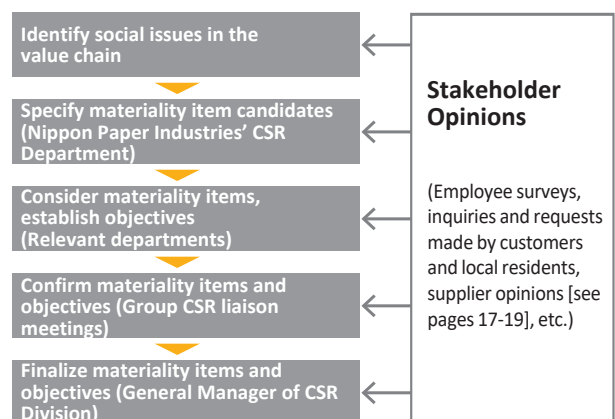 Identify social issues in the
value chain
Specify materiality item candidates
(Nippon Paper Industries’ CSR
Department)
Consider materiality items,
establish objectives
(Relevant departments)
Confirm materiality items and
objectives (Group CSR liaison
meetings)
Finalize materiality items and
objectives (General Manager of CSR
Division)
Stakeholder
Opinions
(Employee surveys,
inquiries and requests
made by customers
and local residents,
supplier opinions [see
pages 17-19], etc.)